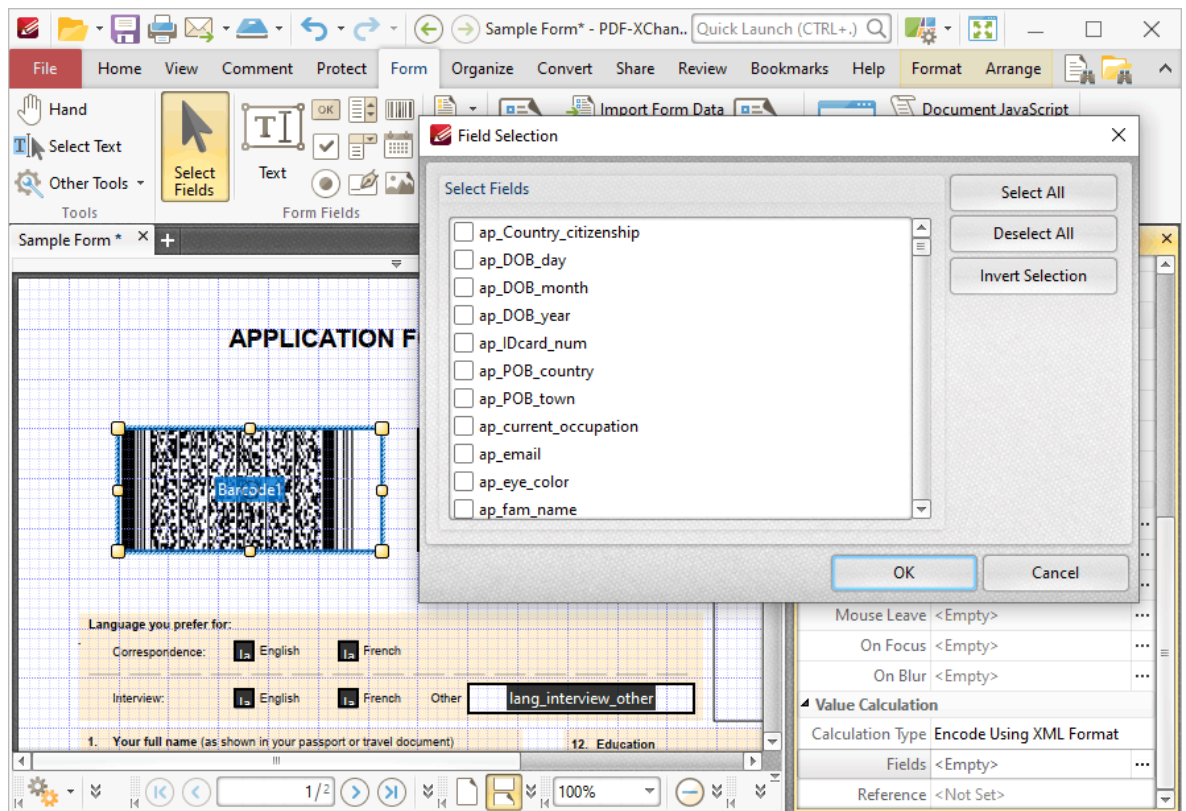 Sample Form* - PDF-XChan..
Quick Launch (CTRL+.)
File Home View Comment Protect Form Organize Convert Share Review Bookmarks Help Format Arrange
Hand
Select Text
Other Tools
Tools
Select Fields
OK
Text
Form Fields
Import Form Data
Document JavaScript
Sample Form *
Field Selection
Select Fields
ap_Country_citizenship
ap_DOB_day
ap_DOB_month
ap_DOB_year
ap_IDcard_num
ap_POB_country
ap_POB_town
ap_current_occupation
ap_email
ap_eye_color
ap_fam_name
Select All
Deselect All
Invert Selection
OK
Cancel
APPLICATION F
Barcode1
Language you prefer for:
Correspondence: English French
Interview: English French Other lang_interview_other
1. Your full name (as shown in your passport or travel document)
12. Education
Mouse Leave <Empty>
On Focus <Empty>
On Blur <Empty>
Value Calculation
Calculation Type Encode Using XML Format
Fields <Empty>
Reference <Not Set>
1/2
100%